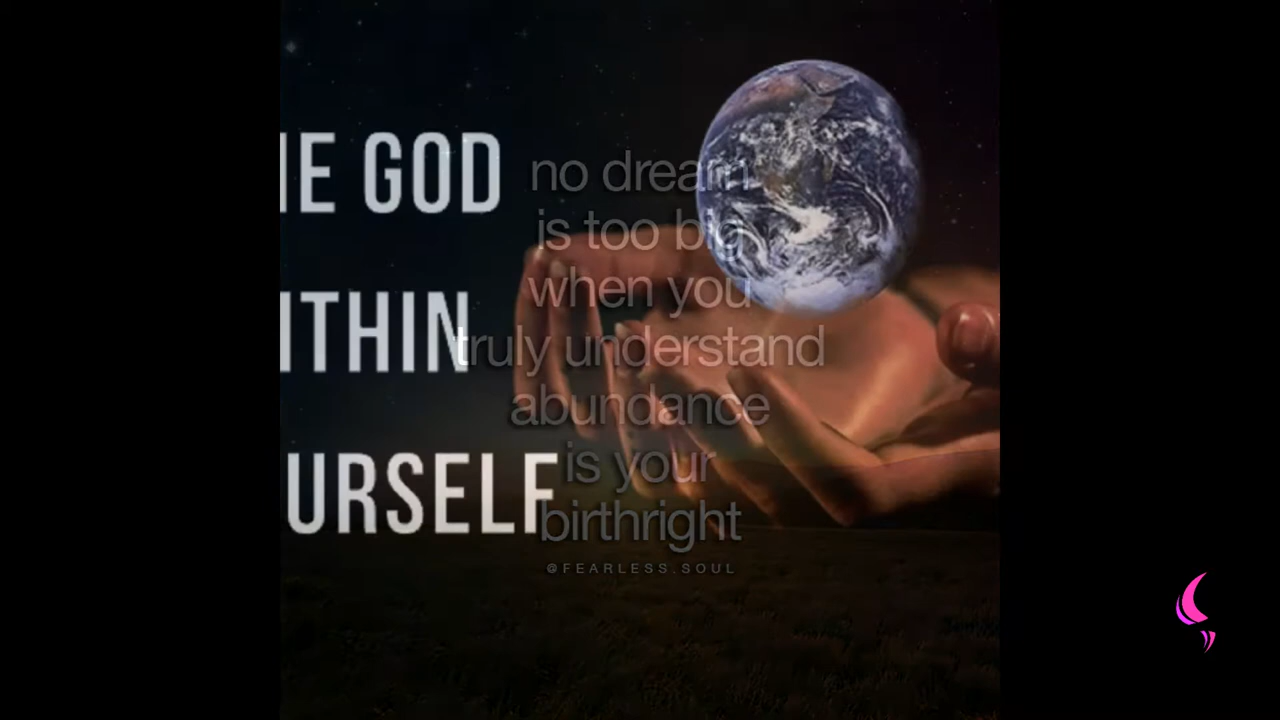 IE GOD
ITHIN
URSELF
no dream
is too big
when you
truly understand
abundance
is your
birthright
@FEARLESS.SOUL